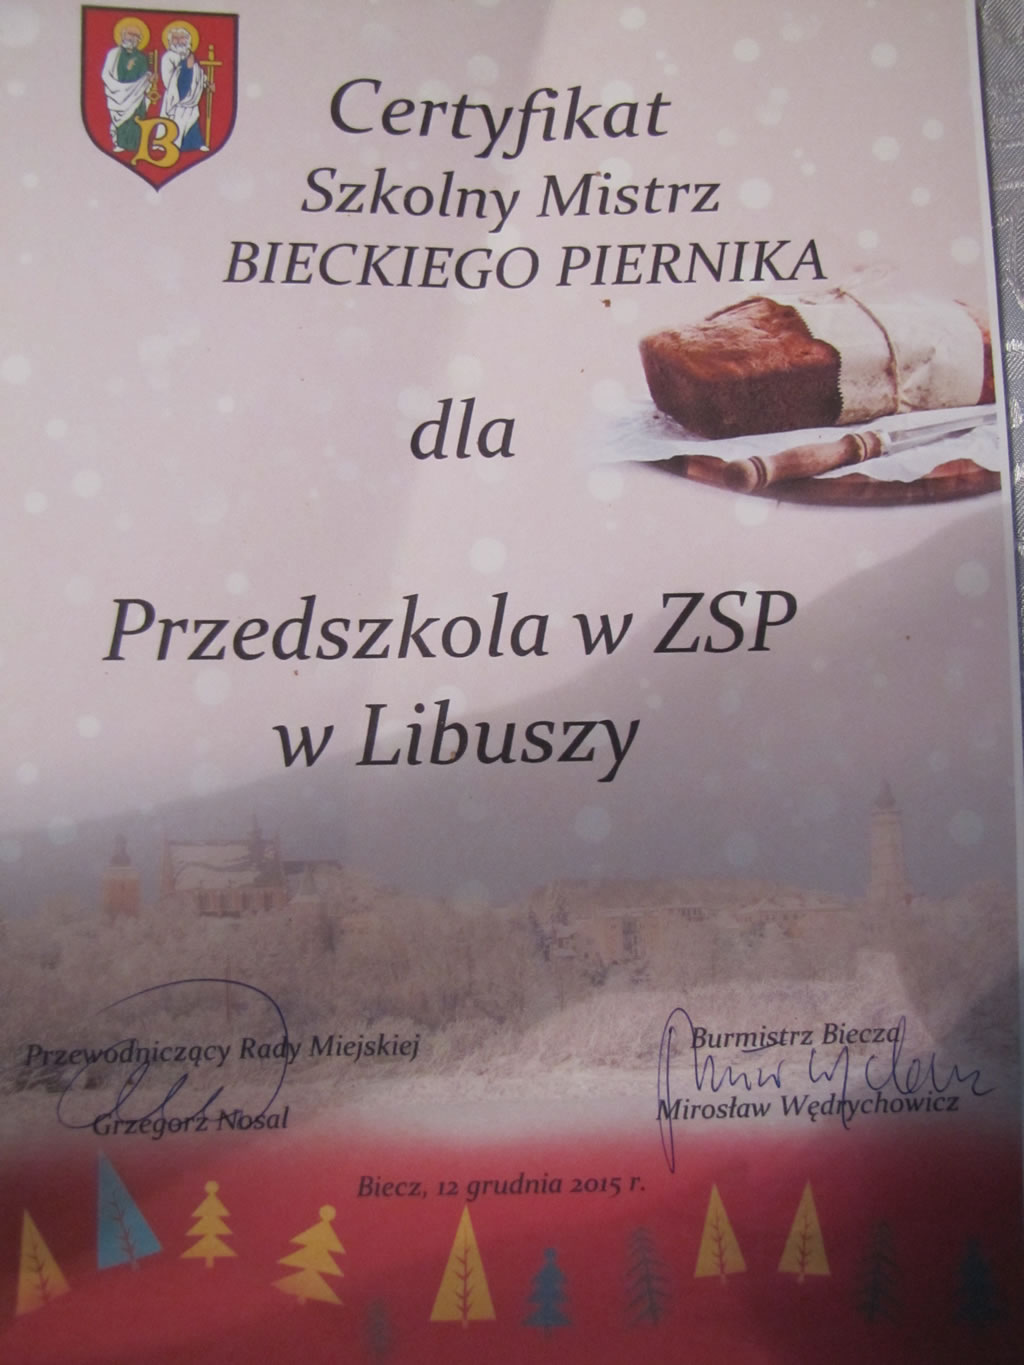 B
Certyfikat
Szkolny Mistrz
BIECKIEGO PIERNIKA
dla
Przedszkola w ZSP
w Libuszy
Przewodniczący Rady Miejskiej
Grzegorz Nosal
Burmistrz Biecza
Mirosław Wędrychowicz
Biecz, 12 grudnia 2015 r.